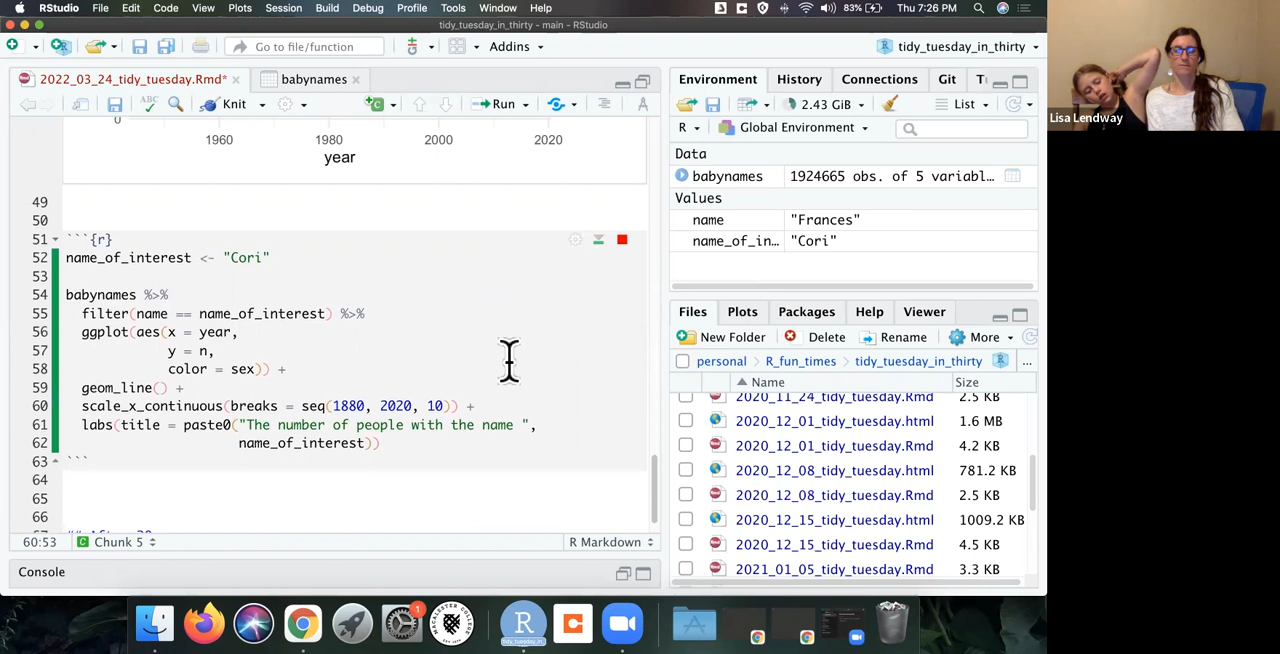 RStudio File Edit Code View Plots Session Build Debug Profile Tools Window Help 83% Thu 7:26 PM
tidy_tuesday_in_thirty - main - RStudio
Go to file/function Addins tidy_tuesday_in_thirty
2022_03_24_tidy_tuesday.Rmd* babynames
Knit Run
0
1960 1980 2000 2020
year
49
50
51 ```{r}
52 name_of_interest <- "Cori"
53
54 babynames %>%
55 filter(name == name_of_interest) %>%
56 ggplot(aes(x = year,
57 y = n,
58 color = sex)) +
59 geom_line() +
60 scale_x_continuous(breaks = seq(1880, 2020, 10)) +
61 labs(title = paste0("The number of people with the name ",
62 name_of_interest))
63 ```
64
65
66
60:53 Chunk 5 R Markdown
Console
Environment History Connections Git
2.43 GiB List
R Global Environment
Data
babynames 1924665 obs. of 5 variabl…
Values
name "Frances"
name_of_in… "Cori"
Files Plots Packages Help Viewer
New Folder Delete Rename More
personal R_fun_times tidy_tuesday_in_thirty ...
Name Size
2020_11_24_tidy_tuesday.Rmd 2.5 KB
2020_12_01_tidy_tuesday.html 1.6 MB
2020_12_01_tidy_tuesday.Rmd 4.2 KB
2020_12_08_tidy_tuesday.html 781.2 KB
2020_12_08_tidy_tuesday.Rmd 2.5 KB
2020_12_15_tidy_tuesday.html 1009.2 KB
2020_12_15_tidy_tuesday.Rmd 4.5 KB
2021_01_05_tidy_tuesday.Rmd 3.3 KB
Lisa Lendway
1